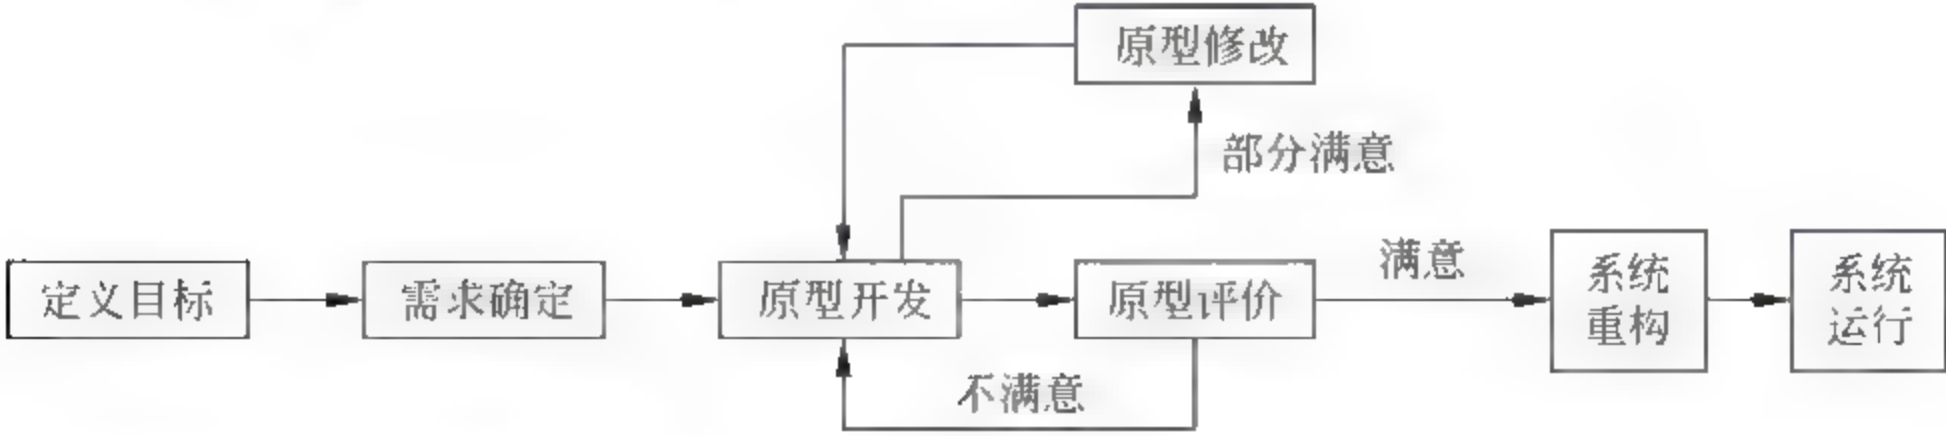 原型修改
部分满意
定义目标
需求确定
原型开发
原型评价
满意
系统
重构
系统
运行
不满意